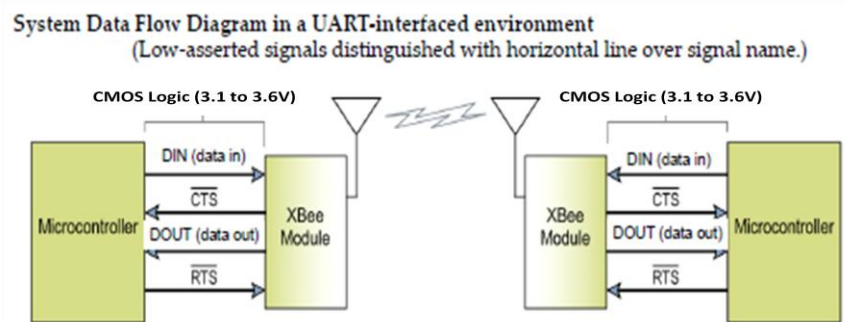 System Data Flow Diagram in a UART-interfaced environment
(Low-asserted signals distinguished with horizontal line over signal name.)
CMOS Logic (3.1 to 3.6V)
CMOS Logic (3.1 to 3.6V)
Microcontroller
DIN (data in)
CTS
DOUT (data out)
RTS
XBee
Module
XBee
Module
DIN (data in)
CTS
DOUT (data out)
RTS
Microcontroller